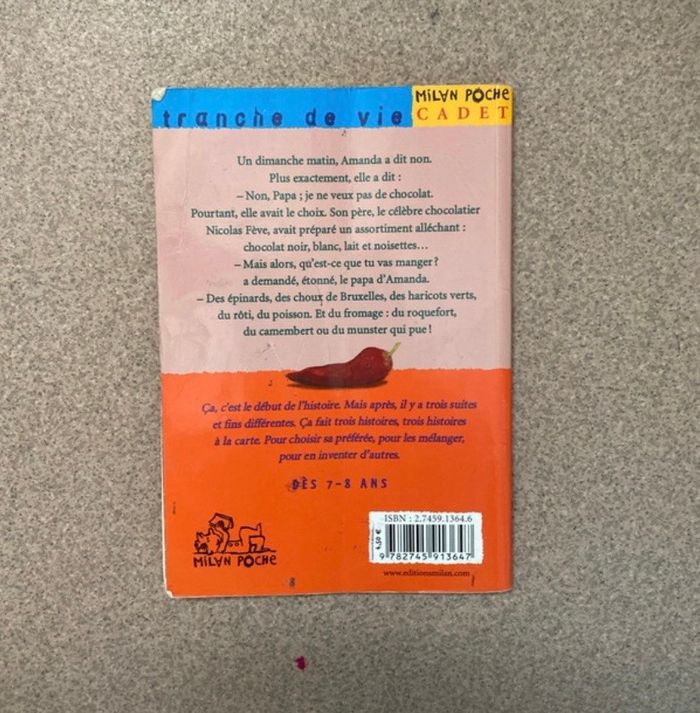 MiLAN POCHE
tranche de vie
CADET
Un dimanche matin, Amanda a dit non.
Plus exactement, elle a dit :
– Non, Papa ; je ne veux pas de chocolat.
Pourtant, elle avait le choix. Son père, le célèbre chocolatier
Nicolas Fève, avait préparé un assortiment alléchant :
chocolat noir, blanc, lait et noisettes…
– Mais alors, qu'est-ce que tu vas manger ?
a demandé, étonné, le papa d'Amanda.
– Des épinards, des choux de Bruxelles, des haricots verts,
du rôti, du poisson. Et du fromage : du roquefort,
du camembert ou du munster qui pue !
Ça, c'est le début de l'histoire. Mais après, il y a trois suites
et fins différentes. Ça fait trois histoires, trois histoires
à la carte. Pour choisir sa préférée, pour les mélanger,
pour en inventer d'autres.
DÈS 7-8 ANS
MiLAN POCHE
ISBN : 2.7459.1364.6
4,50 €
9 782745 913647
www.editionsmilan.com
8